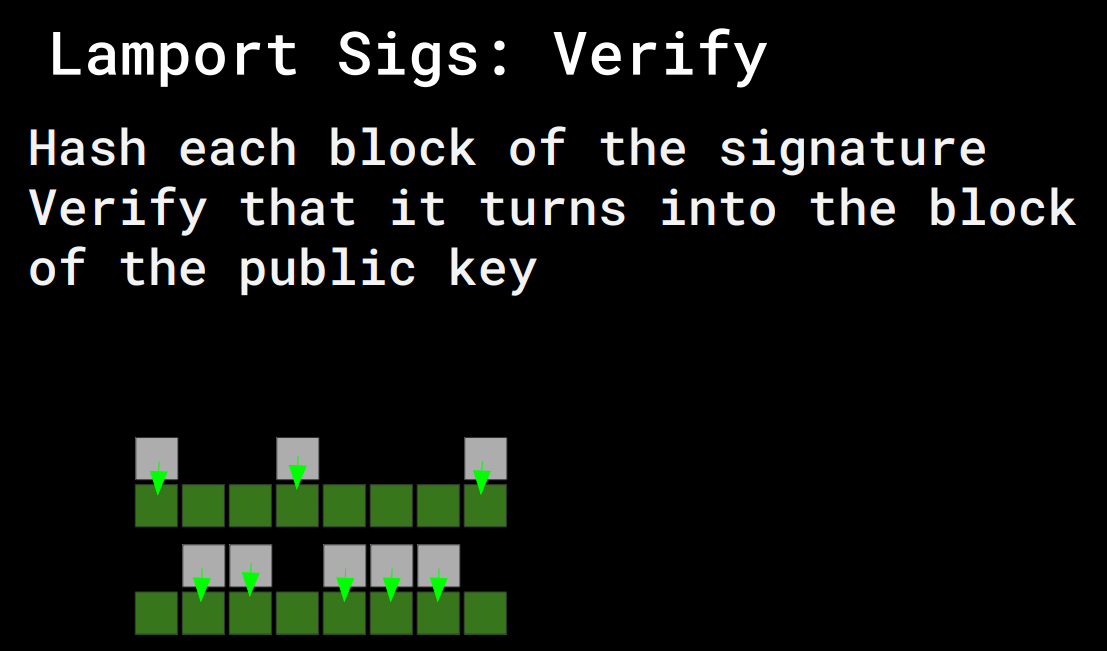 Lamport Sigs: Verify
Hash each block of the signature
Verify that it turns into the block
of the public key